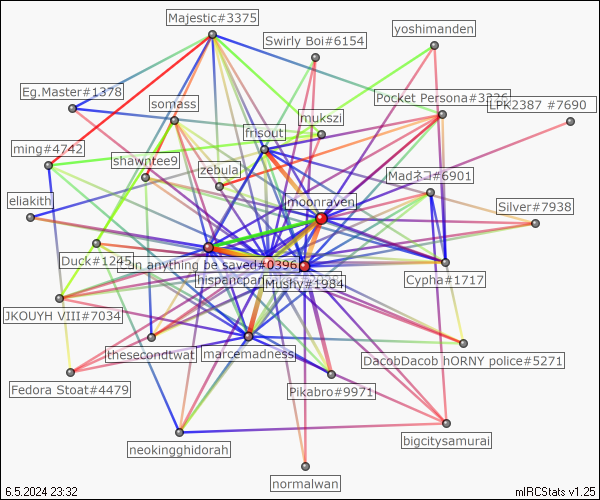 Majestic#3375
yoshimanden
Swirly Boi#6154
Eg.Master#1378
Pocket Persona#3326
LPK2387 #7690
somass
mukszi
frisout
ming#4742
shawntee9
zebula
Madネコ#6901
eliakith
moonraven
Silver#7938
Duck#1245
an anything be saved#0396
hispanicpan
Mushy#1984
Cypha#1717
JKOUYH VIII#7034
thesecondtwat
marcemadness
DacobDacob hORNY police#5271
Fedora Stoat#4479
Pikabro#9971
bigcitysamurai
neokingghidorah
normalwan
6.5.2024 23:32
mIRCStats v1.25